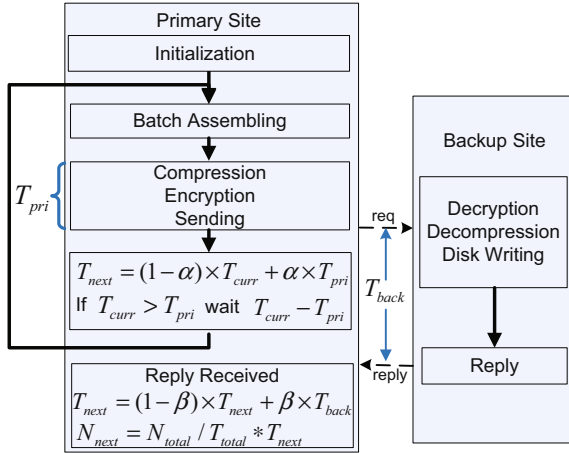 Primary Site
Initialization
Batch Assembling
T_pri
Compression
Encryption
Sending
T_next = (1−α) × T_curr + α × T_pri
If T_curr > T_pri wait T_curr − T_pri
Reply Received
T_next = (1−β) × T_next + β × T_back
N_next = N_total / T_total * T_next
req
T_back
reply
Backup Site
Decryption
Decompression
Disk Writing
Reply